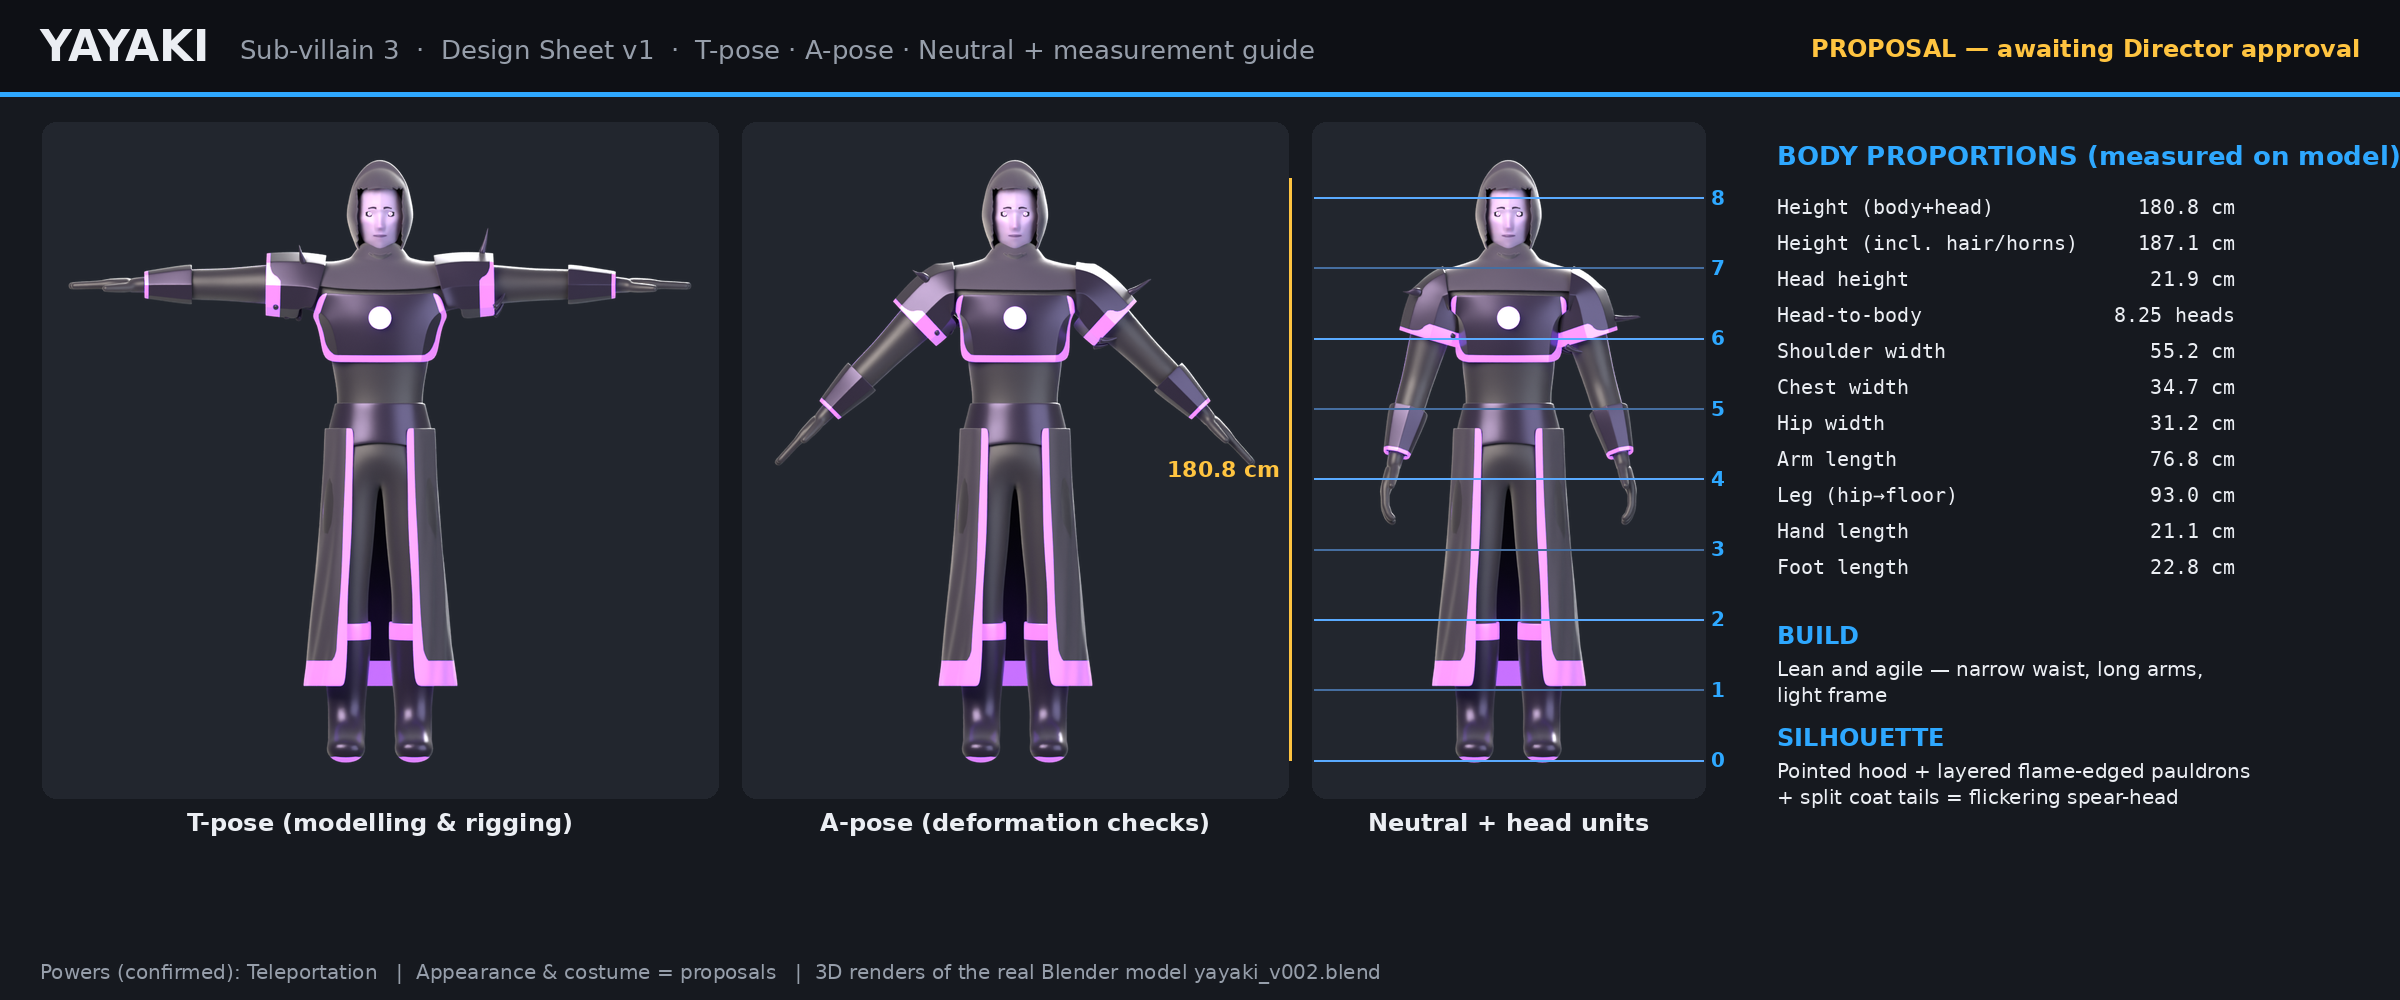 YAYAKI Sub-villain 3 · Design Sheet v1 · T-pose · A-pose · Neutral + measurement guide
PROPOSAL — awaiting Director approval
180.8 cm
8
7
6
5
4
3
2
1
0
T-pose (modelling & rigging)
A-pose (deformation checks)
Neutral + head units
BODY PROPORTIONS (measured on model)
Height (body+head) 180.8 cm
Height (incl. hair/horns) 187.1 cm
Head height 21.9 cm
Head-to-body 8.25 heads
Shoulder width 55.2 cm
Chest width 34.7 cm
Hip width 31.2 cm
Arm length 76.8 cm
Leg (hip→floor) 93.0 cm
Hand length 21.1 cm
Foot length 22.8 cm
BUILD
Lean and agile — narrow waist, long arms,
light frame
SILHOUETTE
Pointed hood + layered flame-edged pauldrons
+ split coat tails = flickering spear-head
Powers (confirmed): Teleportation | Appearance & costume = proposals | 3D renders of the real Blender model yayaki_v002.blend